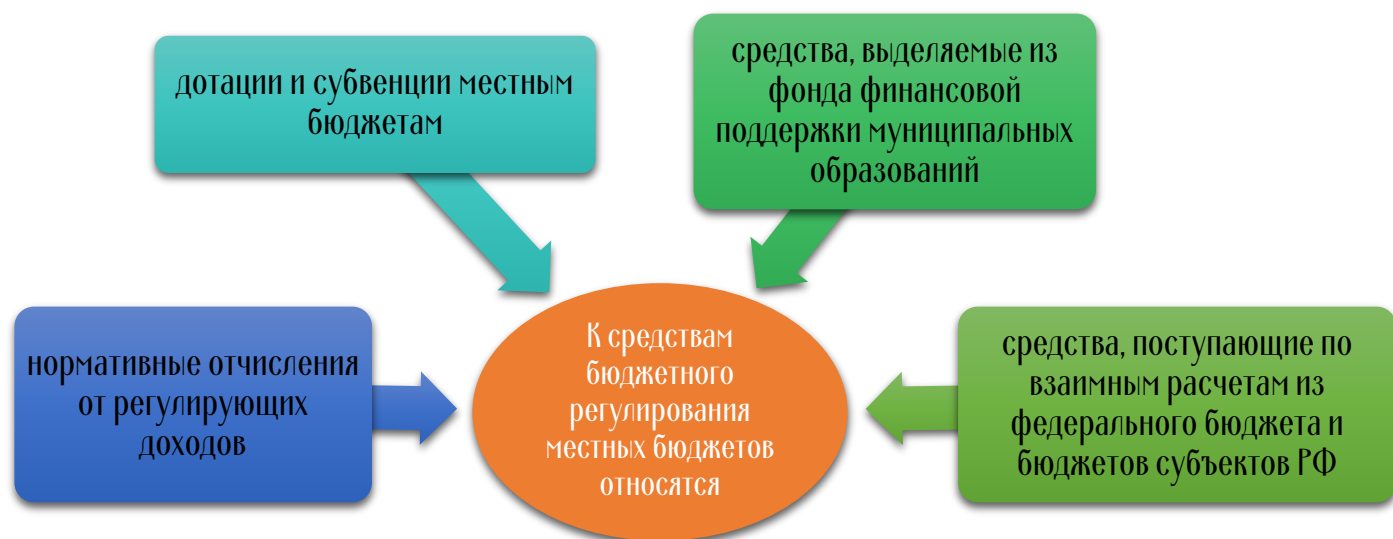 дотации и субвенции местным
бюджетам
средства, выделяемые из
фонда финансовой
поддержки муниципальных
образований
нормативные отчисления
от регулирующих
доходов
К средствам
бюджетного
регулирования
местных бюджетов
относятся
средства, поступающие по
взаимным расчетам из
федерального бюджета и
бюджетов субъектов РФ